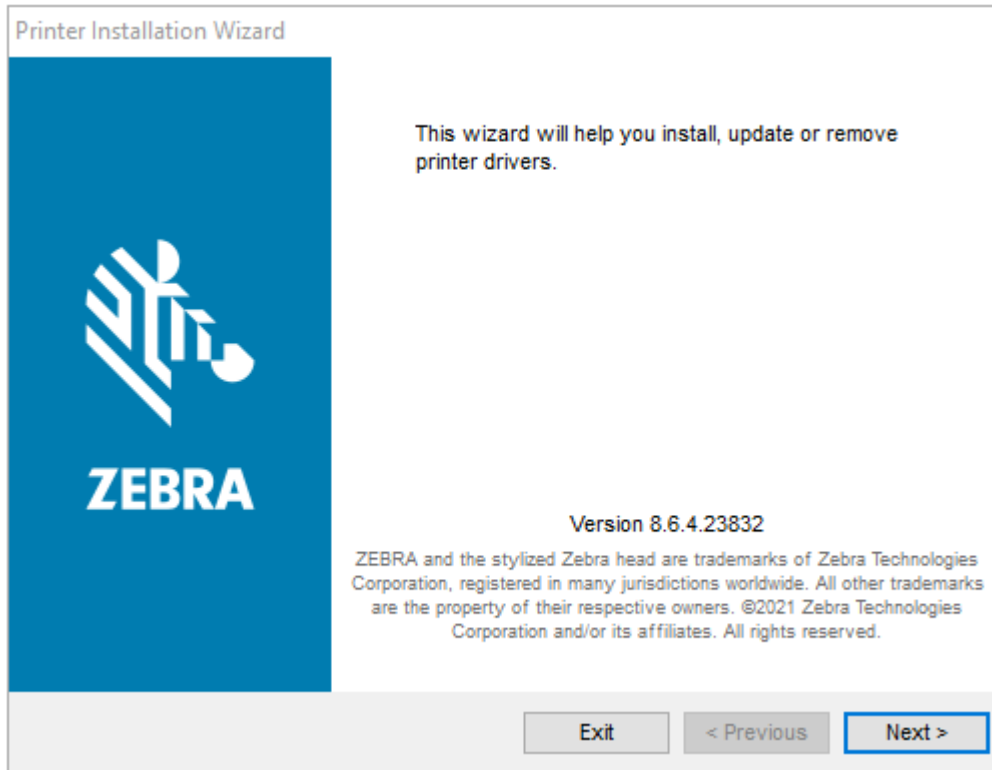 Printer Installation Wizard
This wizard will help you install, update or remove
printer drivers.
ZEBRA
Version 8.6.4.23832
ZEBRA and the stylized Zebra head are trademarks of Zebra Technologies
Corporation, registered in many jurisdictions worldwide. All other trademarks
are the property of their respective owners. ©2021 Zebra Technologies
Corporation and/or its affiliates. All rights reserved.
Exit
< Previous
Next >